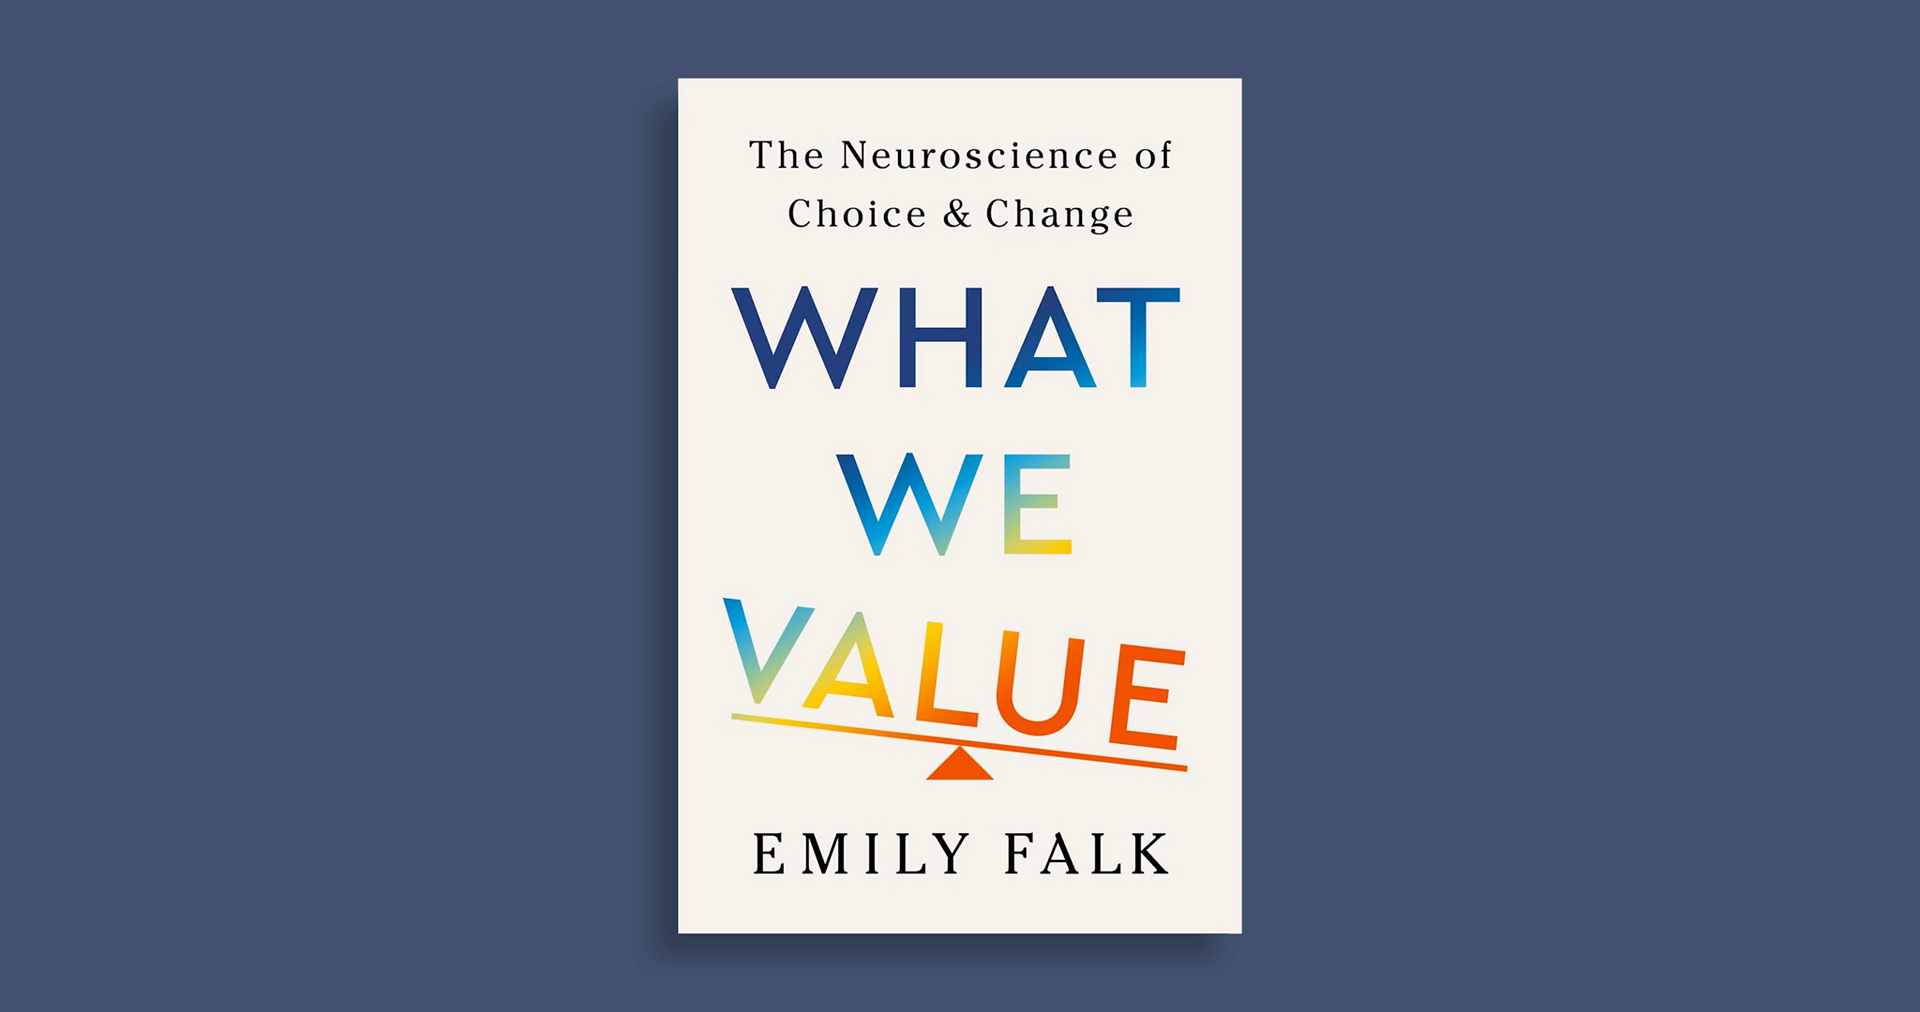 The Neuroscience of
Choice & Change
WHAT
WE
VALUE
EMILY FALK